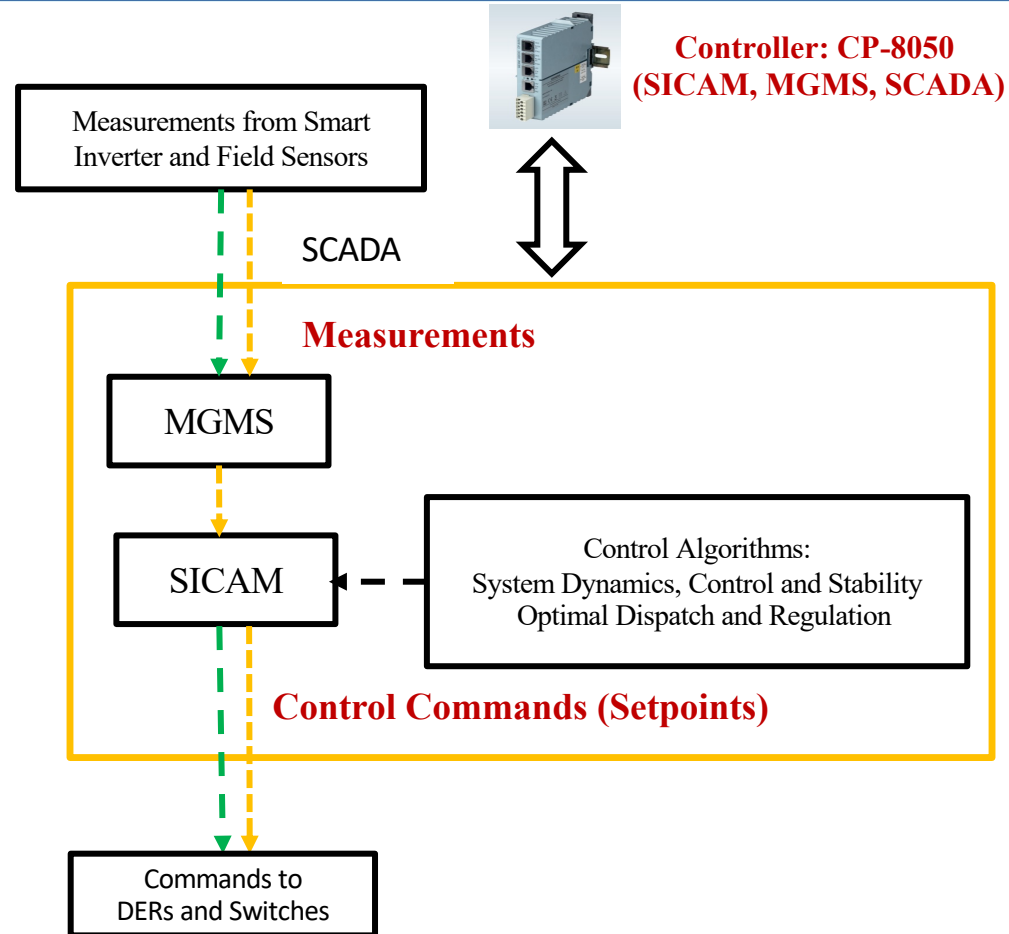 Controller: CP-8050
(SICAM, MGMS, SCADA)
Measurements from Smart
Inverter and Field Sensors
SCADA
Measurements
MGMS
SICAM
Control Algorithms:
System Dynamics, Control and Stability
Optimal Dispatch and Regulation
Control Commands (Setpoints)
Commands to
DERs and Switches